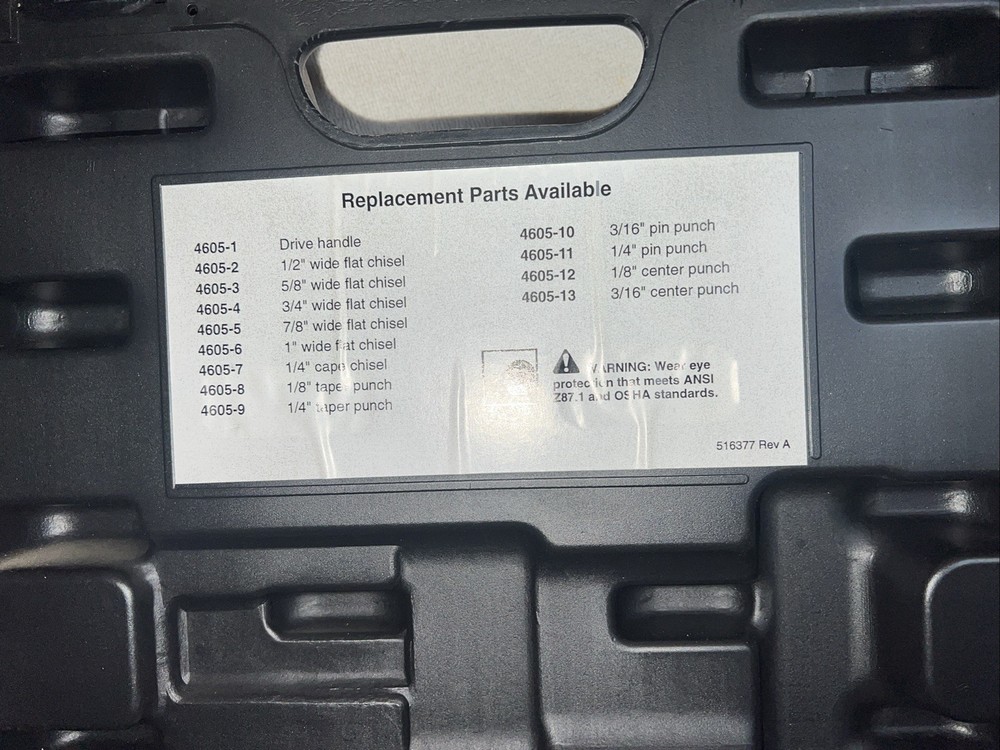 Replacement Parts Available
4605-1 Drive handle
4605-2 1/2" wide flat chisel
4605-3 5/8" wide flat chisel
4605-4 3/4" wide flat chisel
4605-5 7/8" wide flat chisel
4605-6 1" wide flat chisel
4605-7 1/4" cape chisel
4605-8 1/8" taper punch
4605-9 1/4" taper punch
4605-10 3/16" pin punch
4605-11 1/4" pin punch
4605-12 1/8" center punch
4605-13 3/16" center punch
WARNING: Wear eye
protection that meets ANSI
Z87.1 and OSHA standards.
516377 Rev A